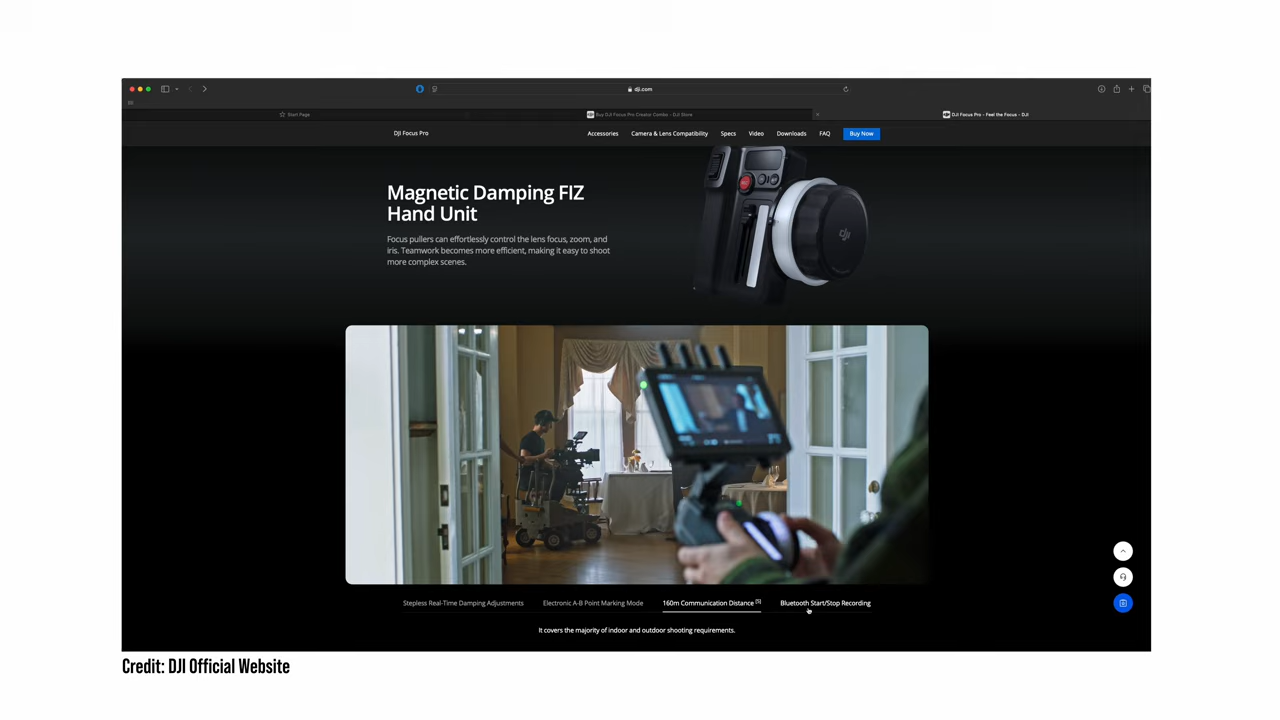 dji.com
Start Page
Buy DJI Focus Pro Creator Combo - DJI Store
DJI Focus Pro - Feel the Focus - DJI
DJI Focus Pro
Accessories
Camera & Lens Compatibility
Specs
Video
Downloads
FAQ
Buy Now
Magnetic Damping FIZ
Hand Unit
Focus pullers can effortlessly control the lens focus, zoom, and
iris. Teamwork becomes more efficient, making it easy to shoot
more complex scenes.
dji
Stepless Real-Time Damping Adjustments
Electronic A-B Point Marking Mode
160m Communication Distance [5]
Bluetooth Start/Stop Recording
It covers the majority of indoor and outdoor shooting requirements.
Credit: DJI Official Website